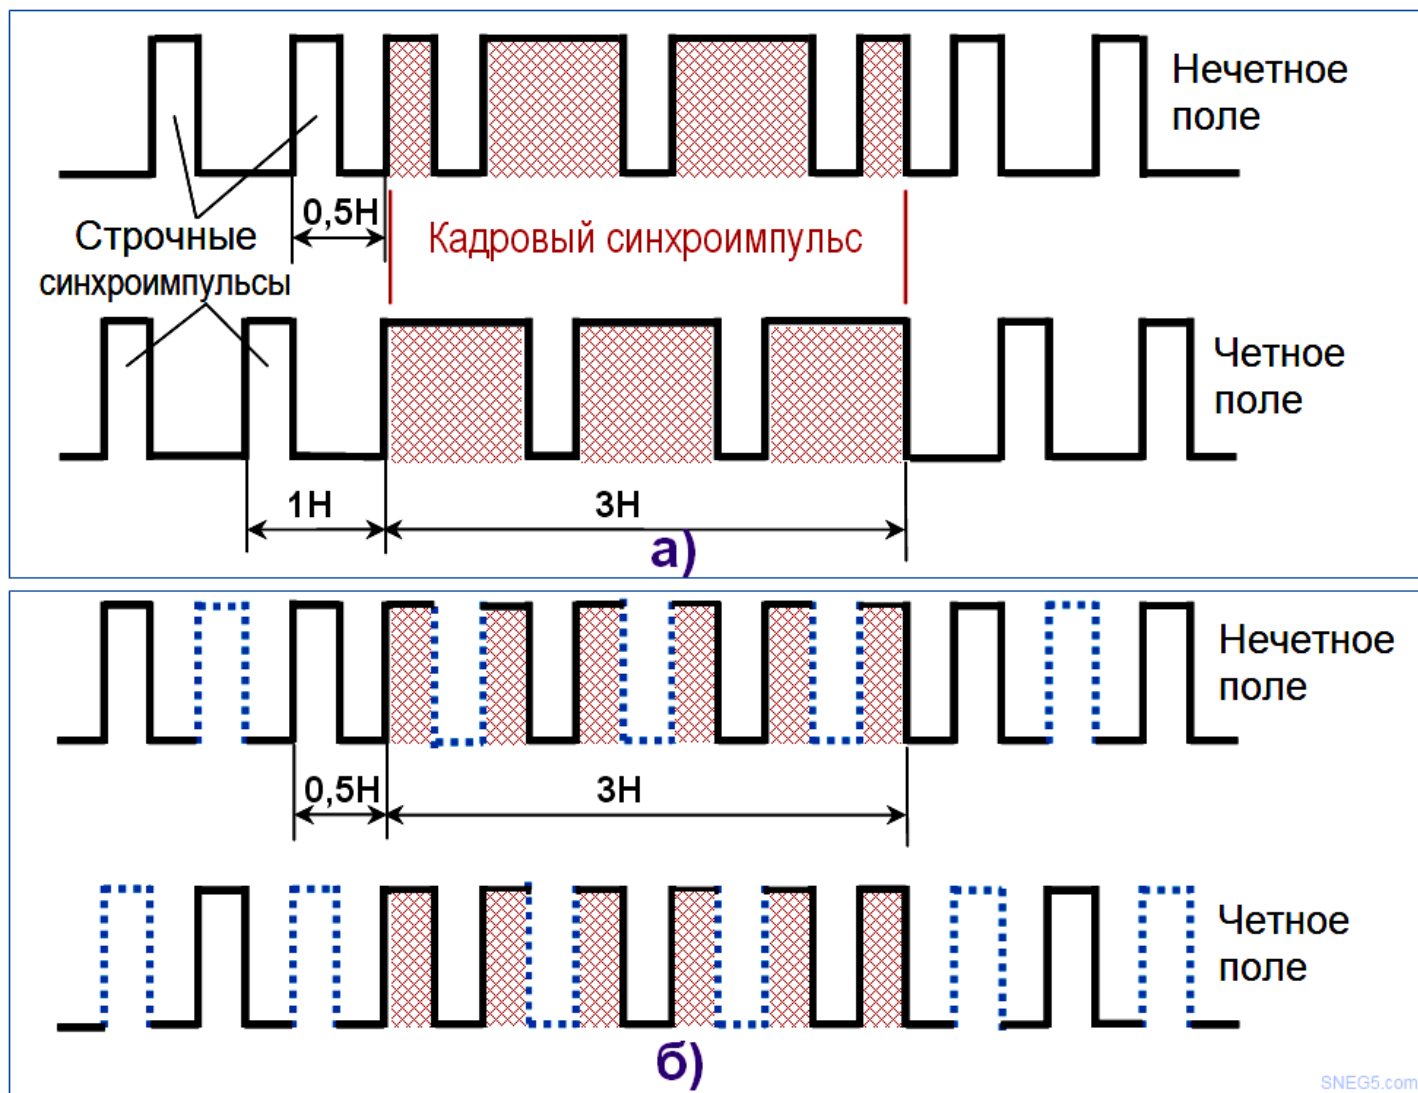 Нечетное
поле
0,5H
Строчные
синхроимпульсы
Кадровый синхроимпульс
Четное
поле
1H
3H
а)
Нечетное
поле
0,5H
3H
Четное
поле
б)
SNEG5.com